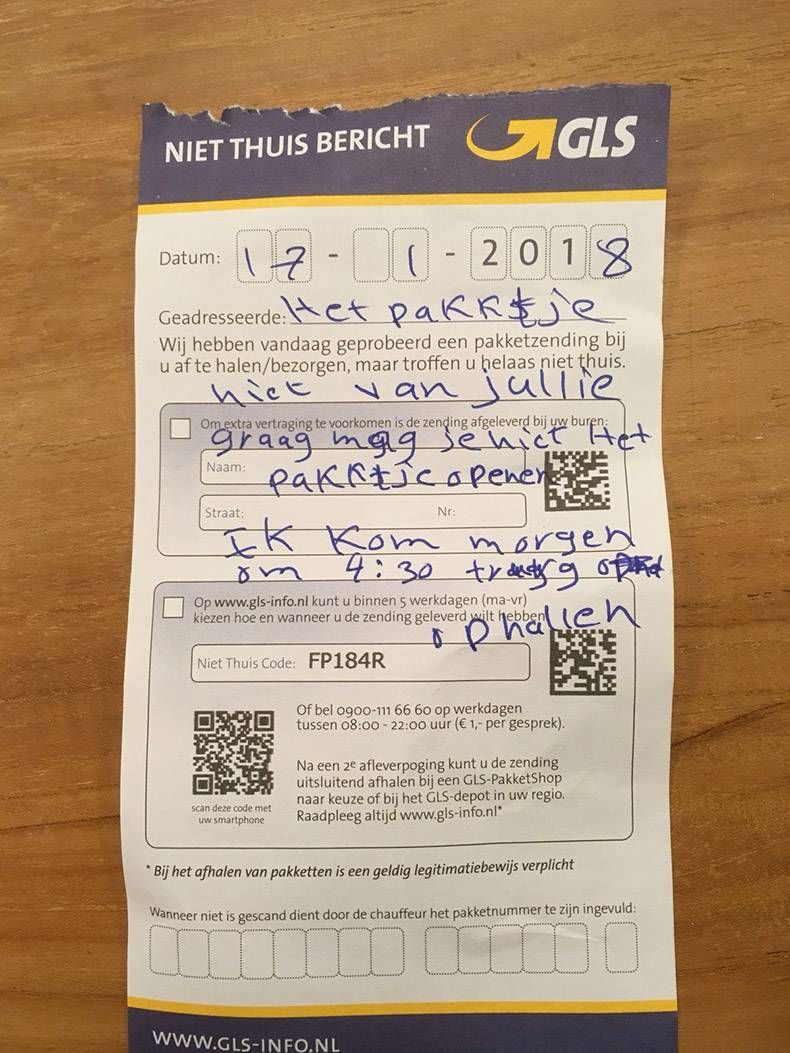 NIET THUIS BERICHT GLS
Datum: 17 - 1 - 2018
Geadresseerde: Het pakktje
Wij hebben vandaag geprobeerd een pakketzending bij
u af te halen/bezorgen, maar troffen u helaas niet thuis.
niet van jullie
Om extra vertraging te voorkomen is de zending afgeleverd bij uw buren:
graag mag je niet Het
Naam:
pakktje openen
Straat: Nr:
Ik kom morgen
om 4:30
Op www.gls-info.nl kunt u binnen 5 werkdagen (ma-vr)
kiezen hoe en wanneer u de zending geleverd wilt hebben
ophallen
Niet Thuis Code: FP184R
Of bel 0900-111 66 60 op werkdagen
tussen 08:00 - 22:00 uur (€ 1,- per gesprek).
Na een 2e afleverpoging kunt u de zending
uitsluitend afhalen bij een GLS-PakketShop
naar keuze of bij het GLS-depot in uw regio.
Raadpleeg altijd www.gls-info.nl*
scan deze code met
uw smartphone
* Bij het afhalen van pakketten is een geldig legitimatiebewijs verplicht
Wanneer niet is gescand dient door de chauffeur het pakketnummer te zijn ingevuld:
WWW.GLS-INFO.NL